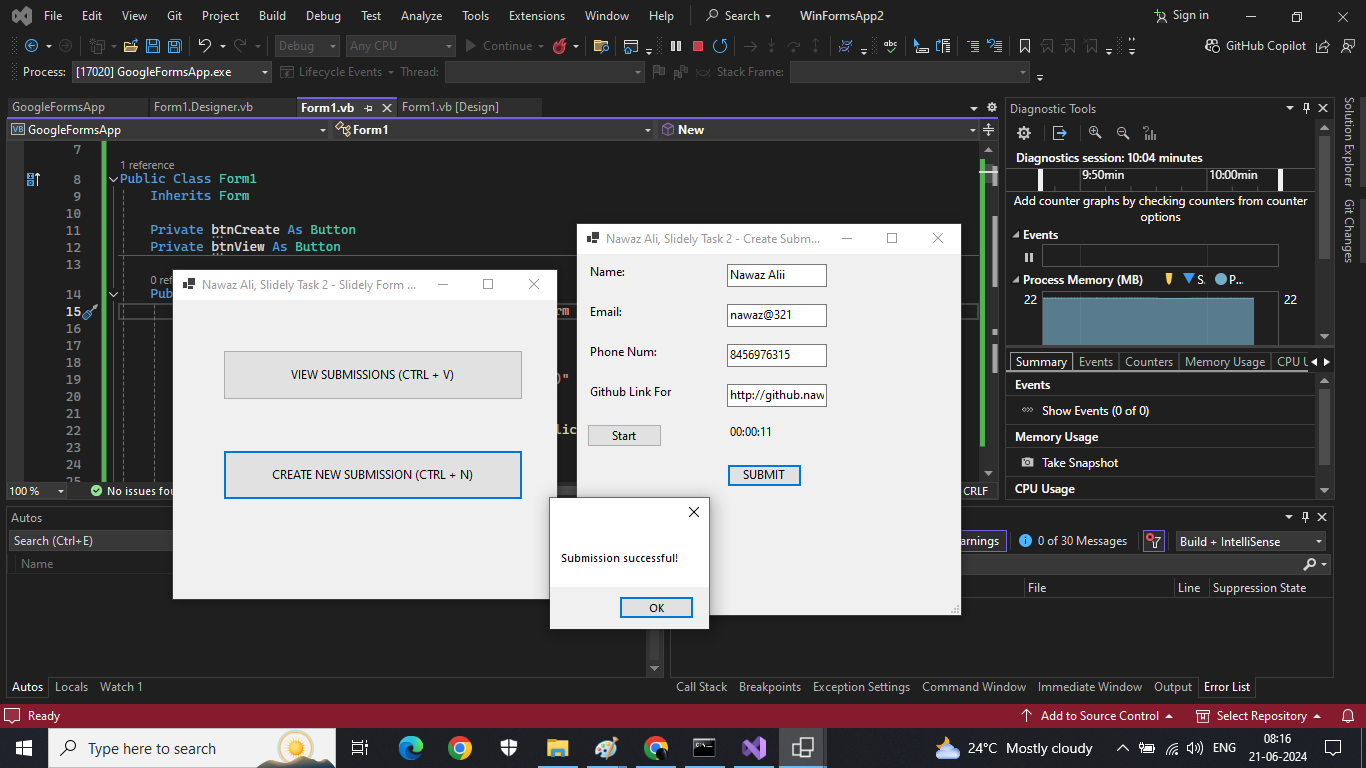 File Edit View Git Project Build Debug Test Analyze Tools Extensions Window Help Search WinFormsApp2 Sign in
Debug Any CPU Continue GitHub Copilot
Process: [17020] GoogleFormsApp.exe Lifecycle Events Thread: Stack Frame:
GoogleFormsApp Form1.Designer.vb Form1.vb Form1.vb [Design]
GoogleFormsApp Form1 New
7
1 reference
8 Public Class Form1
9 Inherits Form
10
11 Private btnCreate As Button
12 Private btnView As Button
13
0 ref
14 Pu
15 rm
16
17
18
19 )"
20
21
22 lic
23
24
25
100 % No issues fou CRLF
Nawaz Ali, Slidely Task 2 - Slidely Form ...
VIEW SUBMISSIONS (CTRL + V)
CREATE NEW SUBMISSION (CTRL + N)
Nawaz Ali, Slidely Task 2 - Create Subm...
Name: Nawaz Alii
Email: nawaz@321
Phone Num: 8456976315
Github Link For http://github.naw
Start 00:00:11
SUBMIT
Submission successful!
OK
Diagnostic Tools
Diagnostics session: 10:04 minutes
9:50min 10:00min
Add counter graphs by checking counters from counter
options
Events
Process Memory (MB) S. P...
22 22
Summary Events Counters Memory Usage CPU U
Events
Show Events (0 of 0)
Memory Usage
Take Snapshot
CPU Usage
Solution Explorer
Git Changes
Autos
Search (Ctrl+E)
Name
arnings 0 of 30 Messages Build + IntelliSense
File Line Suppression State
Autos Locals Watch 1
Call Stack Breakpoints Exception Settings Command Window Immediate Window Output Error List
Ready Add to Source Control Select Repository
Type here to search 24°C Mostly cloudy ENG 08:16
21-06-2024